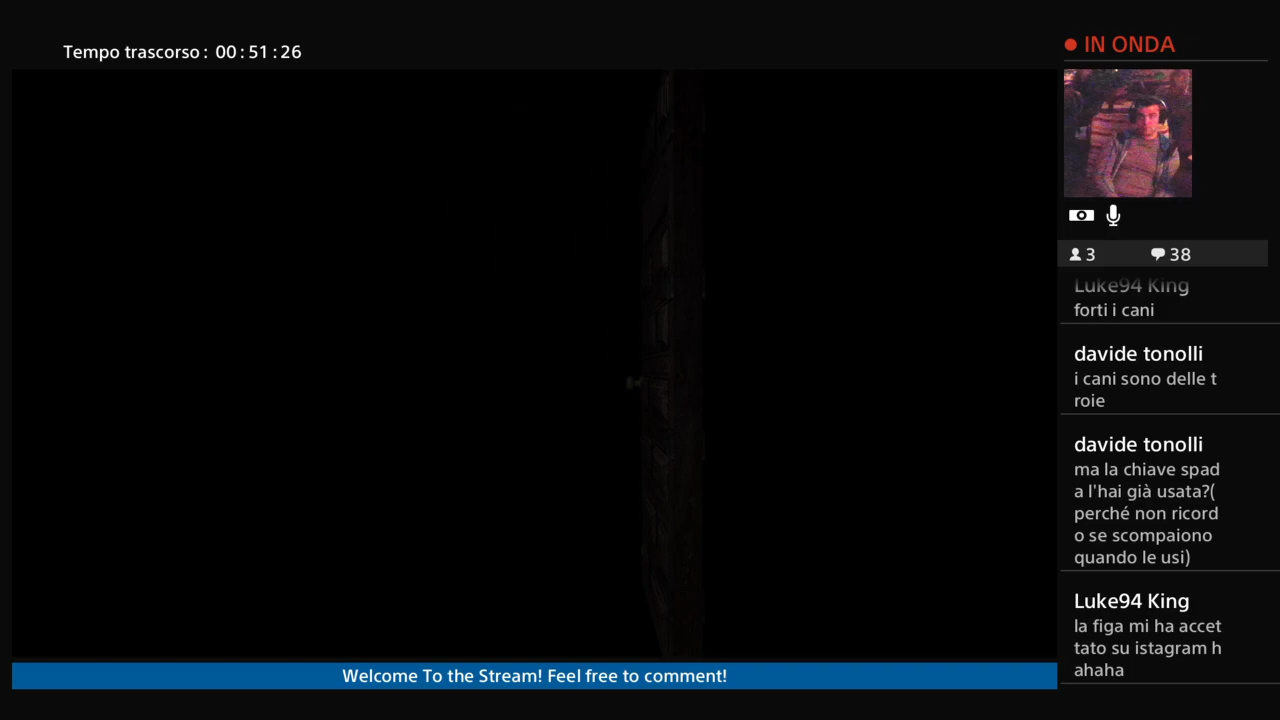 Tempo trascorso : 00:51:26
IN ONDA
3
38
Luke94 King
forti i cani
davide tonolli
i cani sono delle t
roie
davide tonolli
ma la chiave spad
a l'hai già usata?(
perché non ricord
o se scompaiono
quando le usi)
Luke94 King
la figa mi ha accet
tato su istagram h
ahaha
Welcome To the Stream! Feel free to comment!